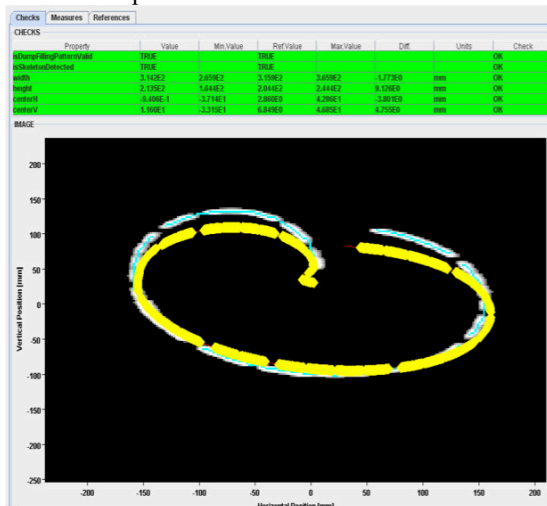 Checks Measures References
CHECKS
Property Value Min.Value Ref.Value Max.Value Diff. Units Check
isDumpFillingPatternValid TRUE TRUE OK
isSkeletonDetected TRUE TRUE OK
width 3.142E2 2.659E2 3.159E2 3.659E2 -1.773E0 mm OK
height 2.135E2 1.644E2 2.044E2 2.444E2 9.126E0 mm OK
centerH -9.406E-1 -3.714E1 2.860E0 4.286E1 -3.801E0 mm OK
centerV 1.160E1 -3.315E1 6.849E0 4.685E1 4.755E0 mm OK
IMAGE
200
150
100
50
0
-50
-100
-150
-200
-250
Vertical Position [mm]
-200 -150 -100 -50 0 50 100 150 200
Horizontal Position [mm]